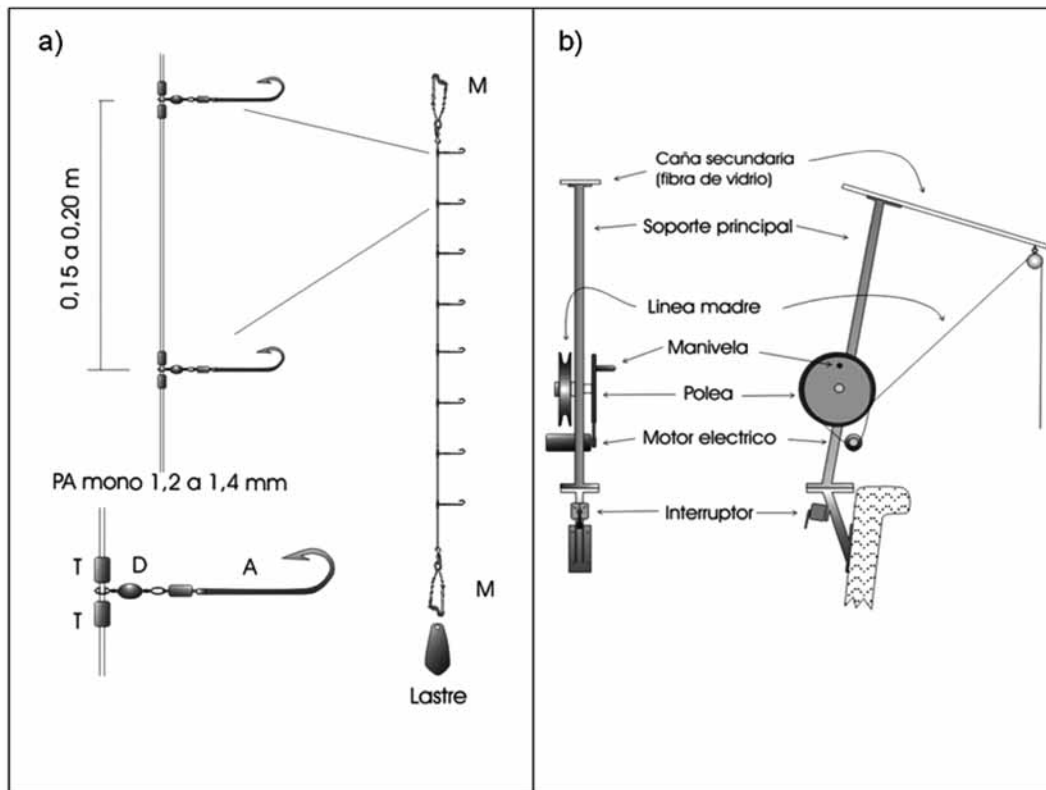 a)
M
0,15 a 0,20 m
PA mono 1,2 a 1,4 mm
T
D
A
T
M
Lastre
b)
Caña secundaria
(fibra de vidrio)
Soporte principal
Linea madre
Manivela
Polea
Motor electrico
Interruptor